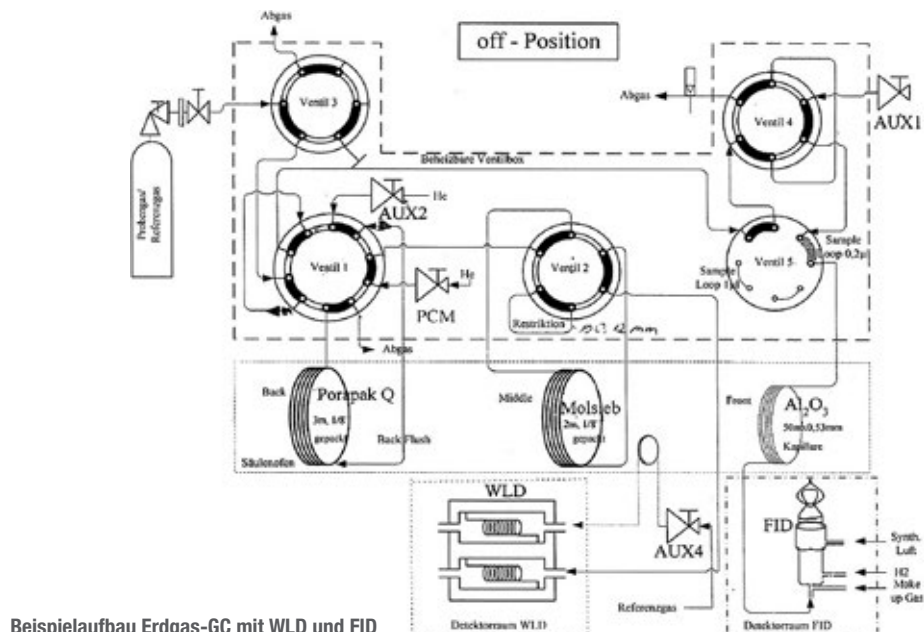 Abgas
off - Position
Ventil 3
Abgas
Ventil 4
AUX1
Probengas/
Referenzgas
Beheizbare Ventilbox
He
AUX2
Ventil 1
He
PCM
Ventil 2
Restriktion
Sample
Loop 0,2µl
Ventil 5
Sample
Loop 1µl
Abgas
Back
Porapak Q
3m, 1/8"
gepackt
Säulenofen
Back Flush
Middle
Molsieb
2m, 1/8"
gepackt
Front
Al2O3
50m x 0,53mm
Kapillare
WLD
AUX4
Referenzgas
Detektorraum WLD
FID
Synth.
Luft
H2
Make
up Gas
Detektorraum FID
Beispielaufbau Erdgas-GC mit WLD und FID